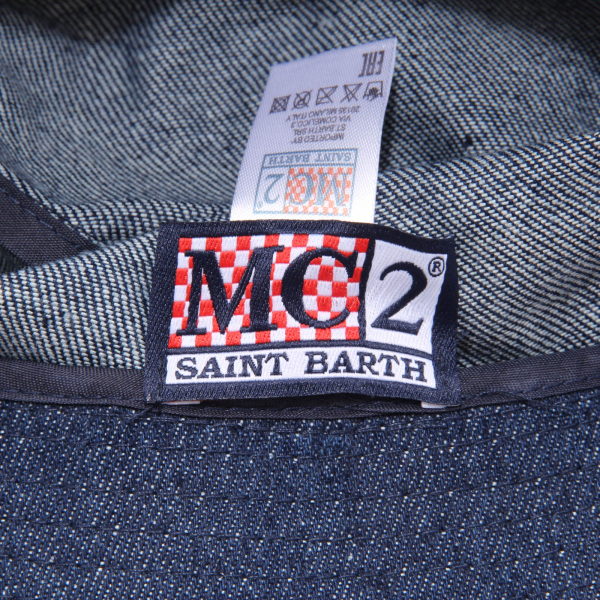 EAC
IMPORTED BY
ST.BARTH SRL
VIA COMELICO,3
20135 MILANO ITALY
MC2
SAINT BARTH
MC2®
SAINT BARTH